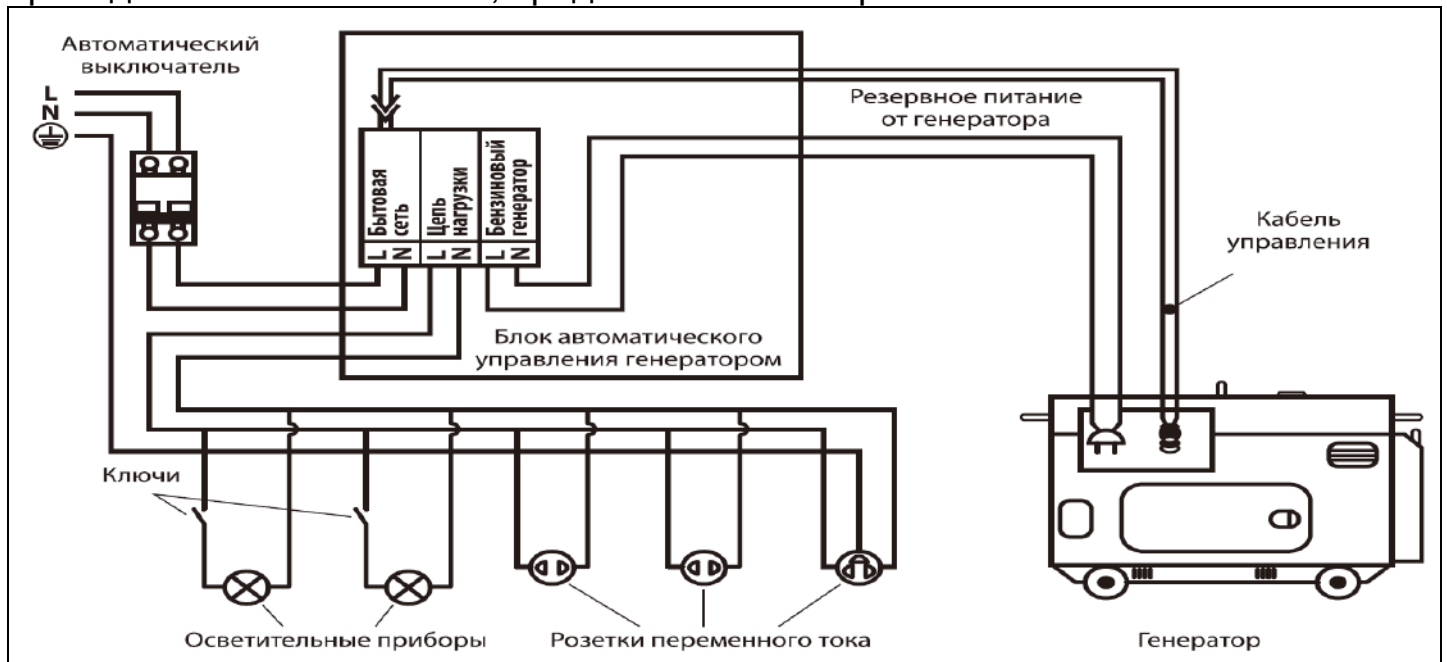 Автоматический
выключатель
L
N
Резервное питание
от генератора
Бытовая
сеть
Цепь
нагрузки
Бензиновый
генератор
L
N
L
N
L
N
Кабель
управления
Блок автоматического
управления генератором
Ключи
Осветительные приборы
Розетки переменного тока
Генератор